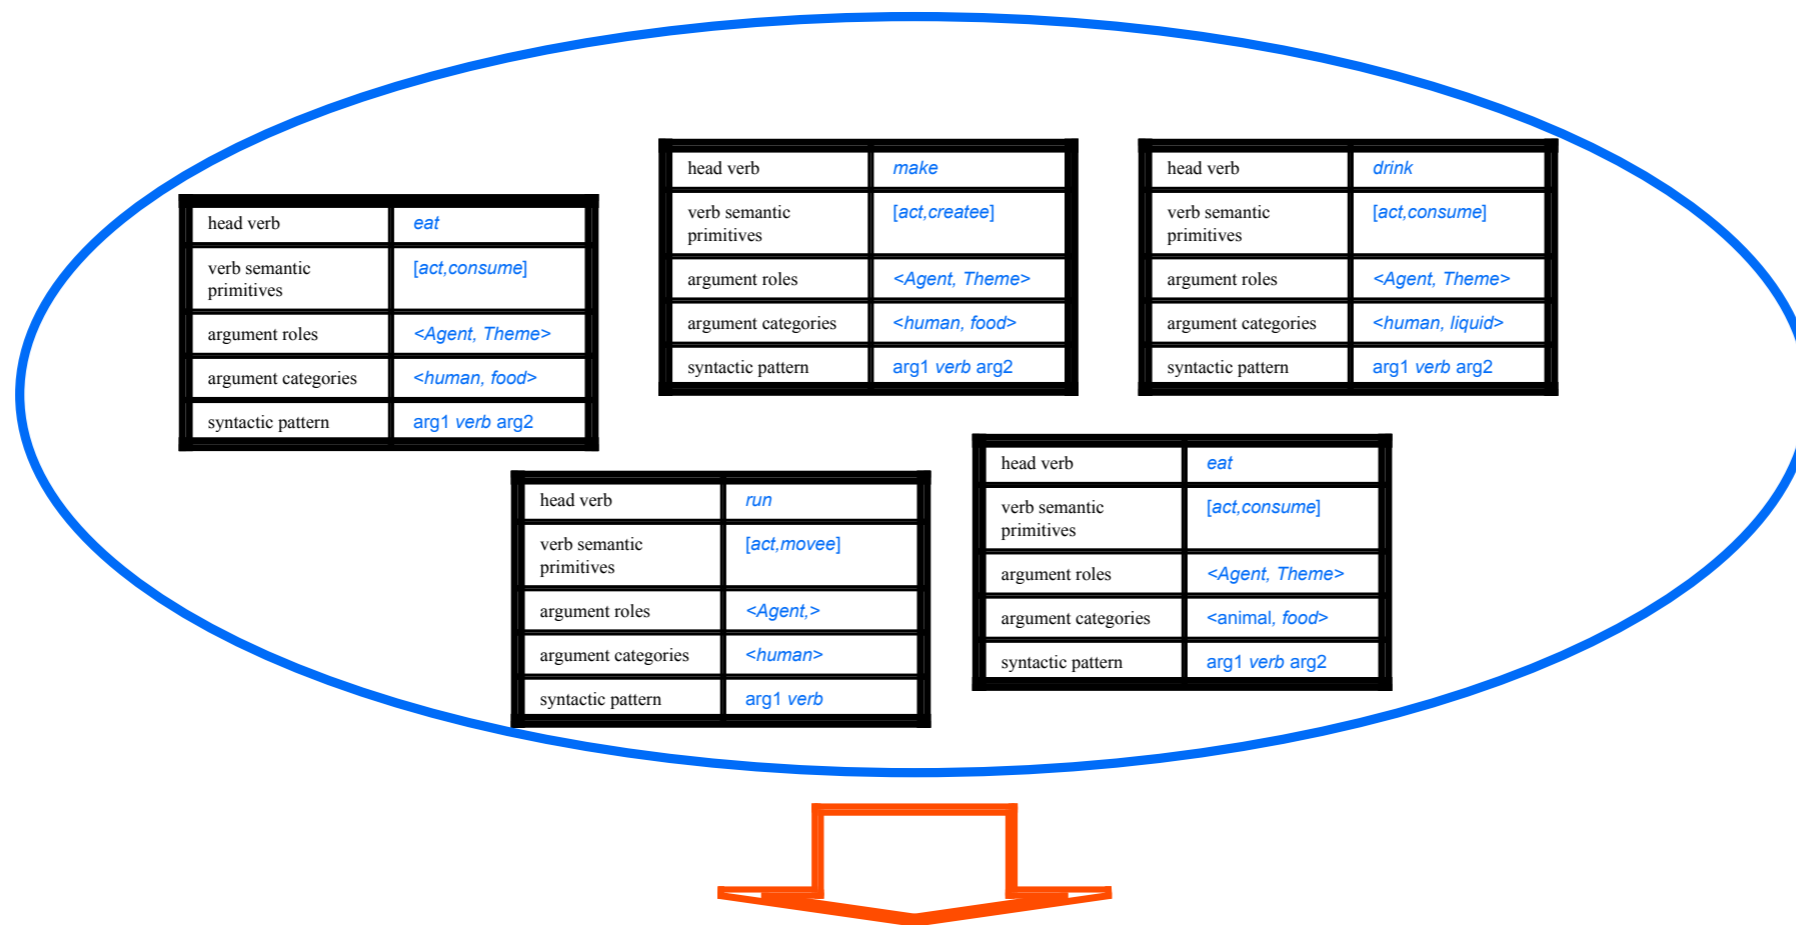 head verb eat
verb semantic [act,consume]
primitives
argument roles <Agent, Theme>
argument categories <human, food>
syntactic pattern arg1 verb arg2
head verb make
verb semantic [act,createe]
primitives
argument roles <Agent, Theme>
argument categories <human, food>
syntactic pattern arg1 verb arg2
head verb drink
verb semantic [act,consume]
primitives
argument roles <Agent, Theme>
argument categories <human, liquid>
syntactic pattern arg1 verb arg2
head verb run
verb semantic [act,movee]
primitives
argument roles <Agent,>
argument categories <human>
syntactic pattern arg1 verb
head verb eat
verb semantic [act,consume]
primitives
argument roles <Agent, Theme>
argument categories <animal, food>
syntactic pattern arg1 verb arg2